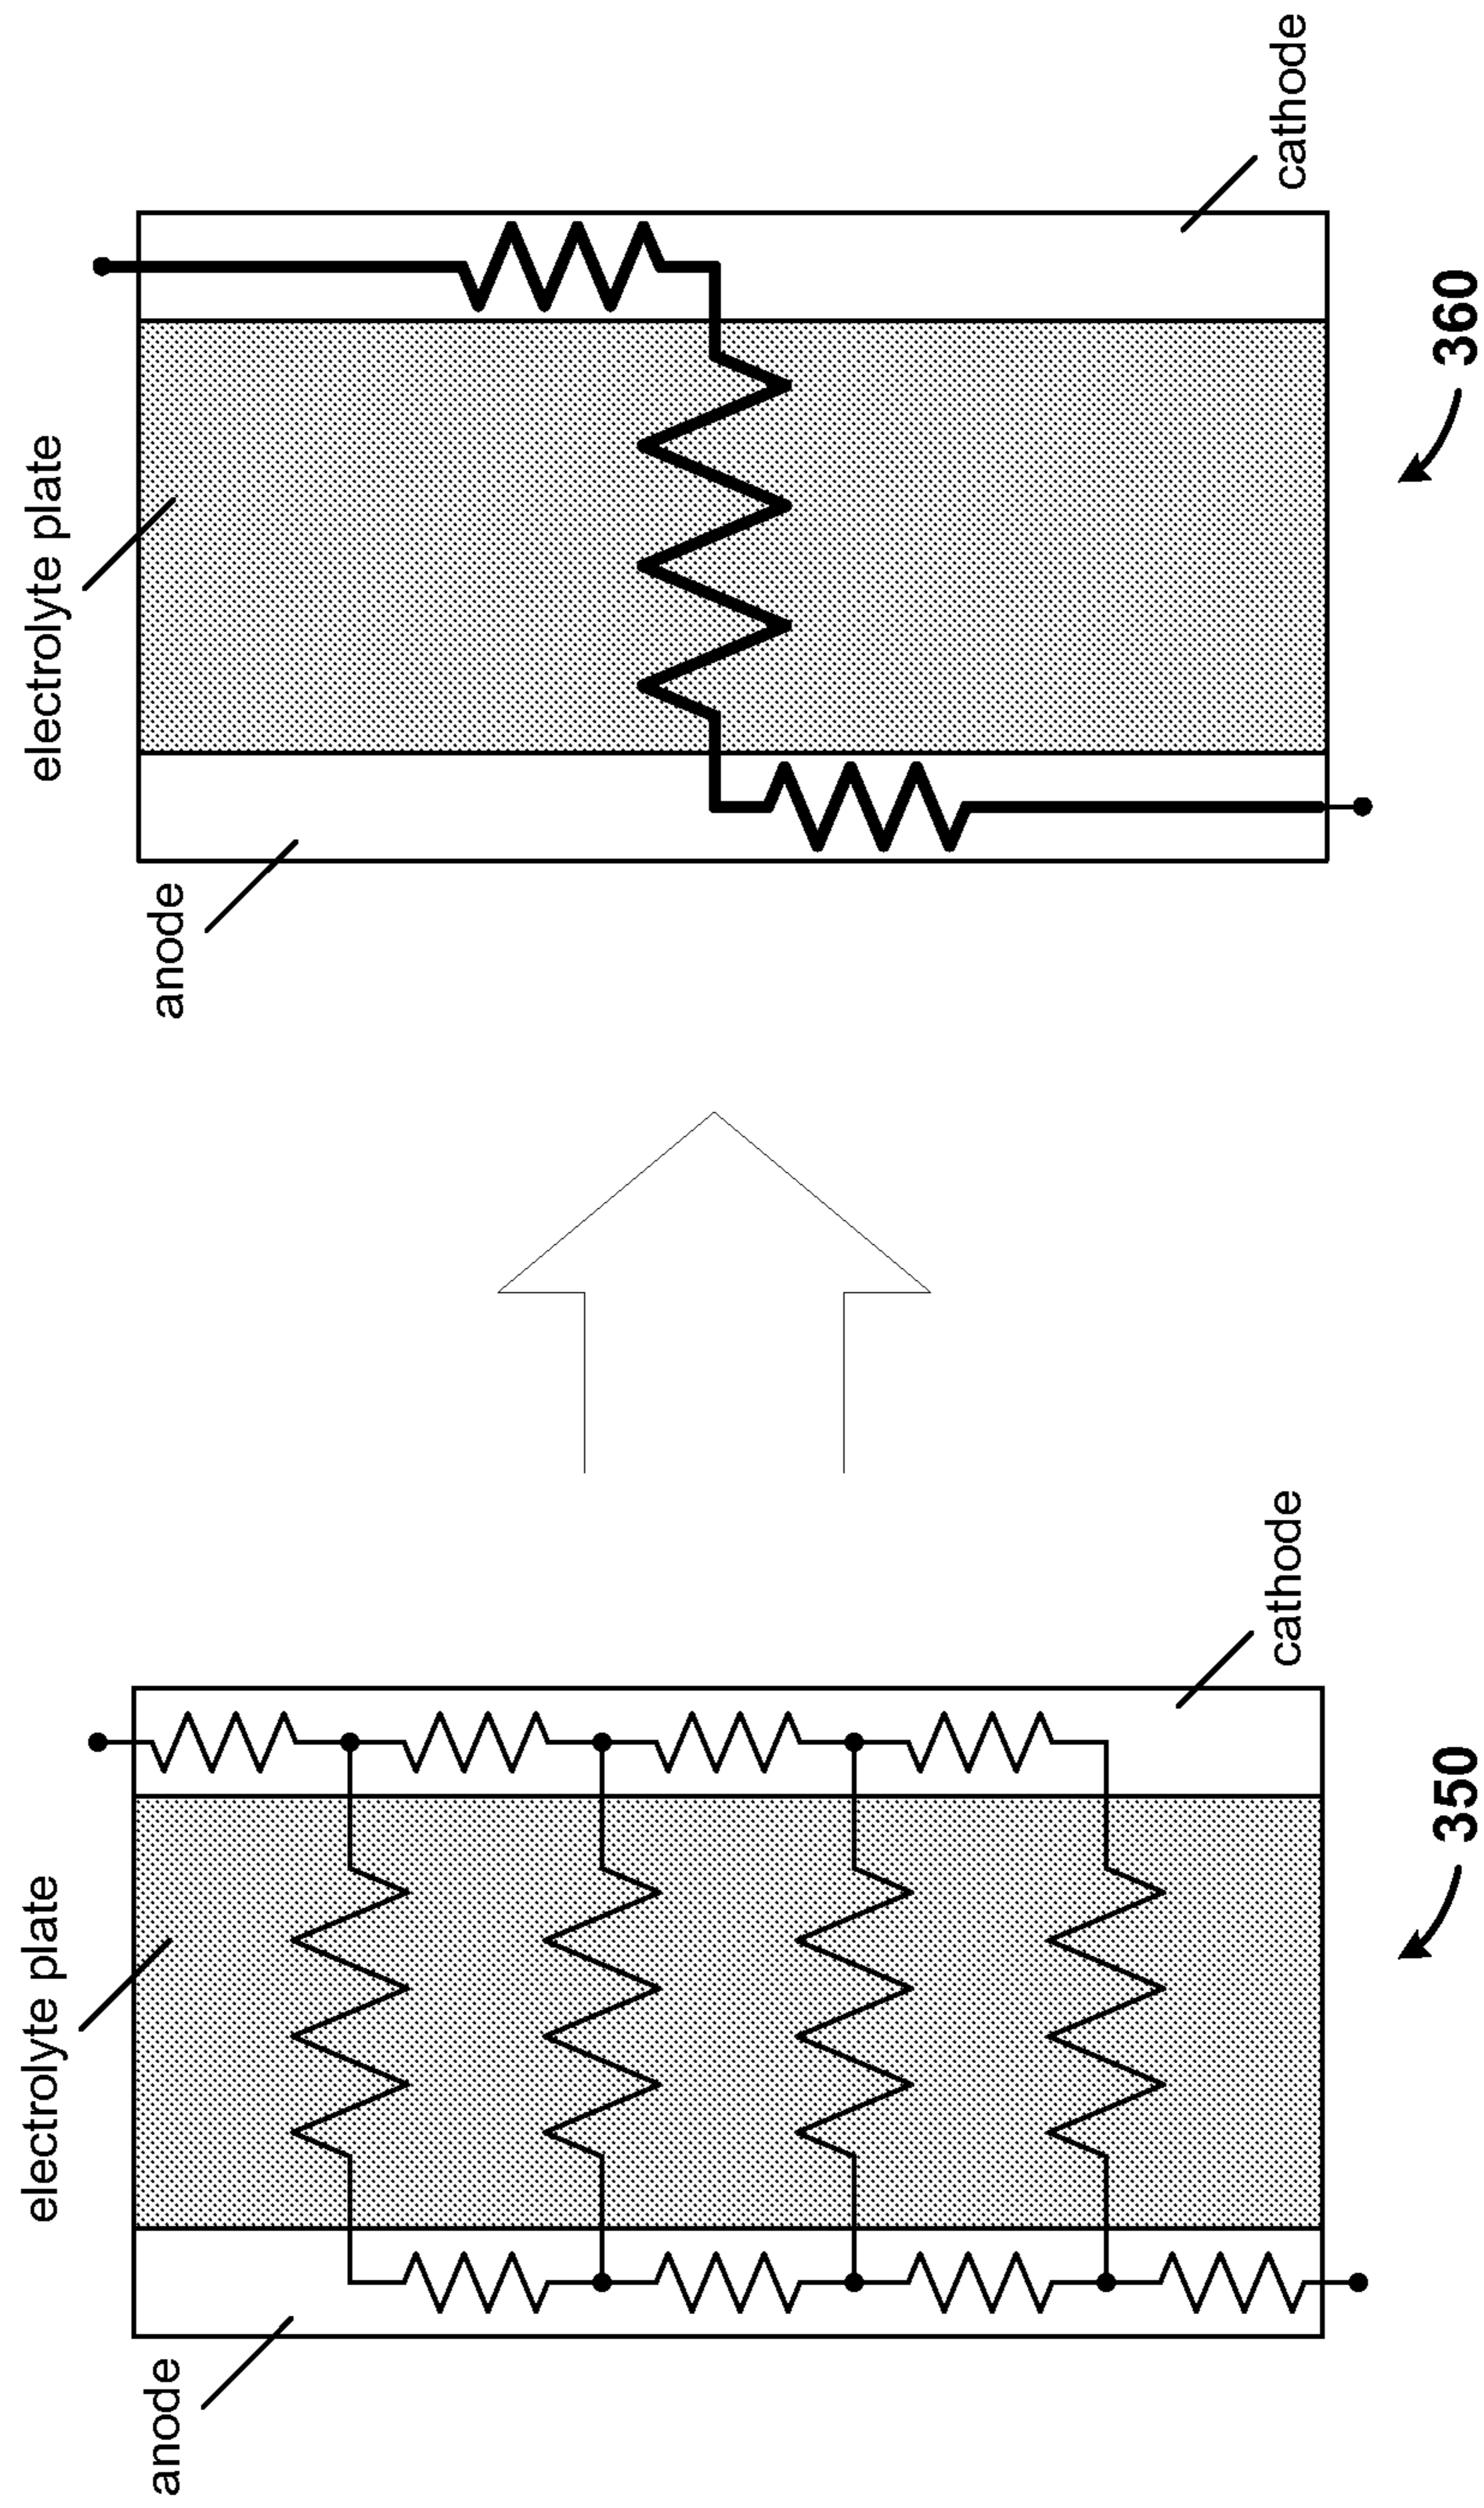 anode
electrolyte plate
cathode
350
anode
electrolyte plate
cathode
360